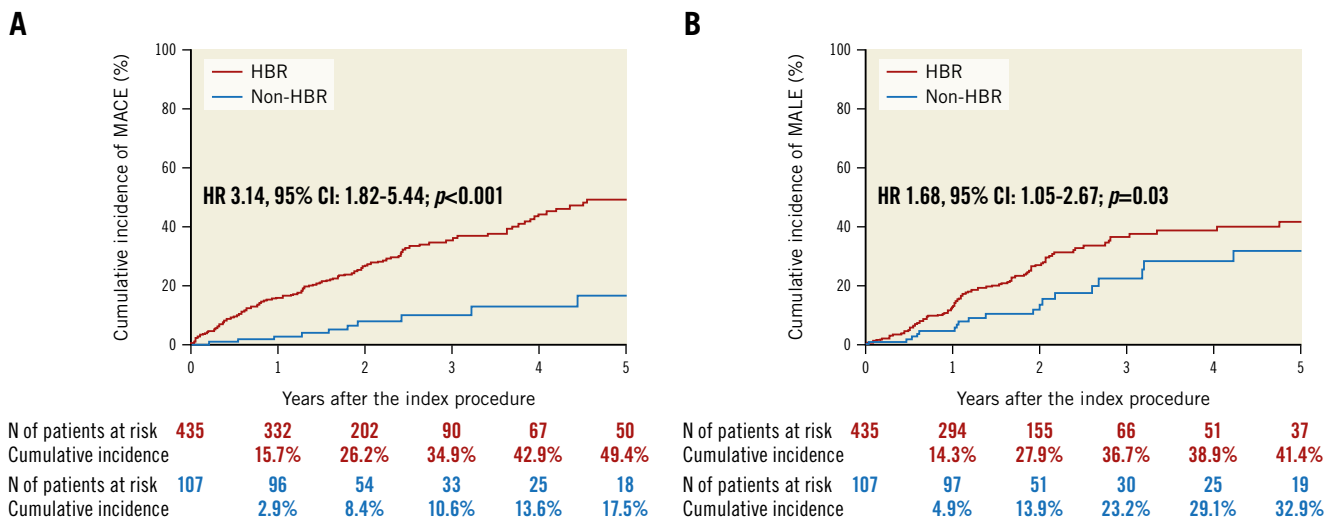 A
Cumulative incidence of MACE (%)
100
80
60
40
20
0
HBR
Non-HBR
HR 3.14, 95% CI: 1.82-5.44; p<0.001
0 1 2 3 4 5
Years after the index procedure
N of patients at risk 435 332 202 90 67 50
Cumulative incidence 15.7% 26.2% 34.9% 42.9% 49.4%
N of patients at risk 107 96 54 33 25 18
Cumulative incidence 2.9% 8.4% 10.6% 13.6% 17.5%
B
Cumulative incidence of MALE (%)
100
80
60
40
20
0
HBR
Non-HBR
HR 1.68, 95% CI: 1.05-2.67; p=0.03
0 1 2 3 4 5
Years after the index procedure
N of patients at risk 435 294 155 66 51 37
Cumulative incidence 14.3% 27.9% 36.7% 38.9% 41.4%
N of patients at risk 107 97 51 30 25 19
Cumulative incidence 4.9% 13.9% 23.2% 29.1% 32.9%